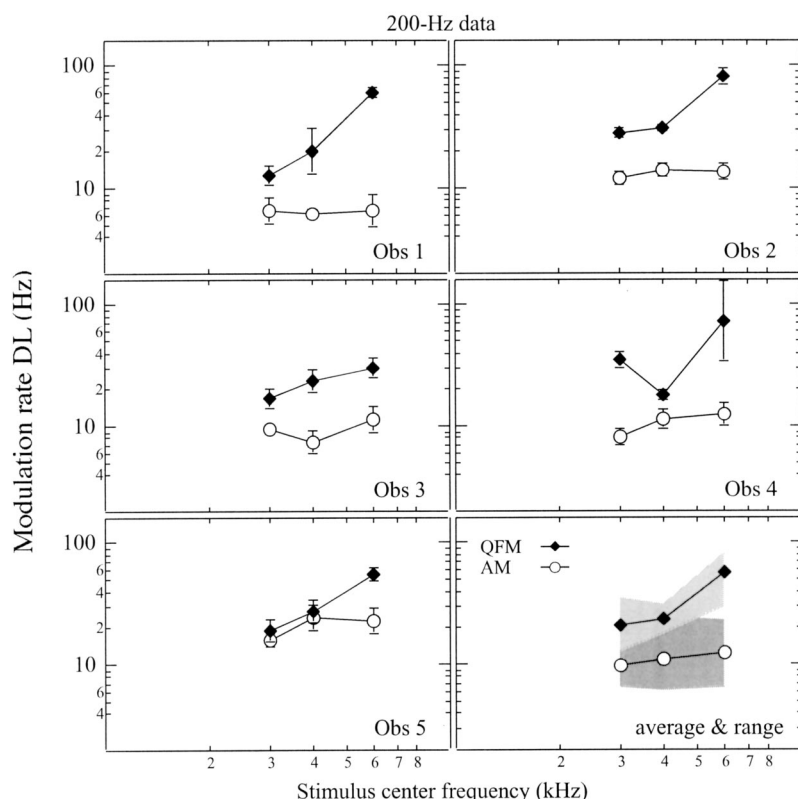 200-Hz data
100
6
4
2
10
6
4
Obs 1
Obs 2
100
6
4
2
10
6
4
Obs 3
Obs 4
100
6
4
2
10
6
4
Obs 5
QFM
AM
average & range
2 3 4 5 6 7 8
2 3 4 5 6 7 8
Modulation rate DL (Hz)
Stimulus center frequency (kHz)